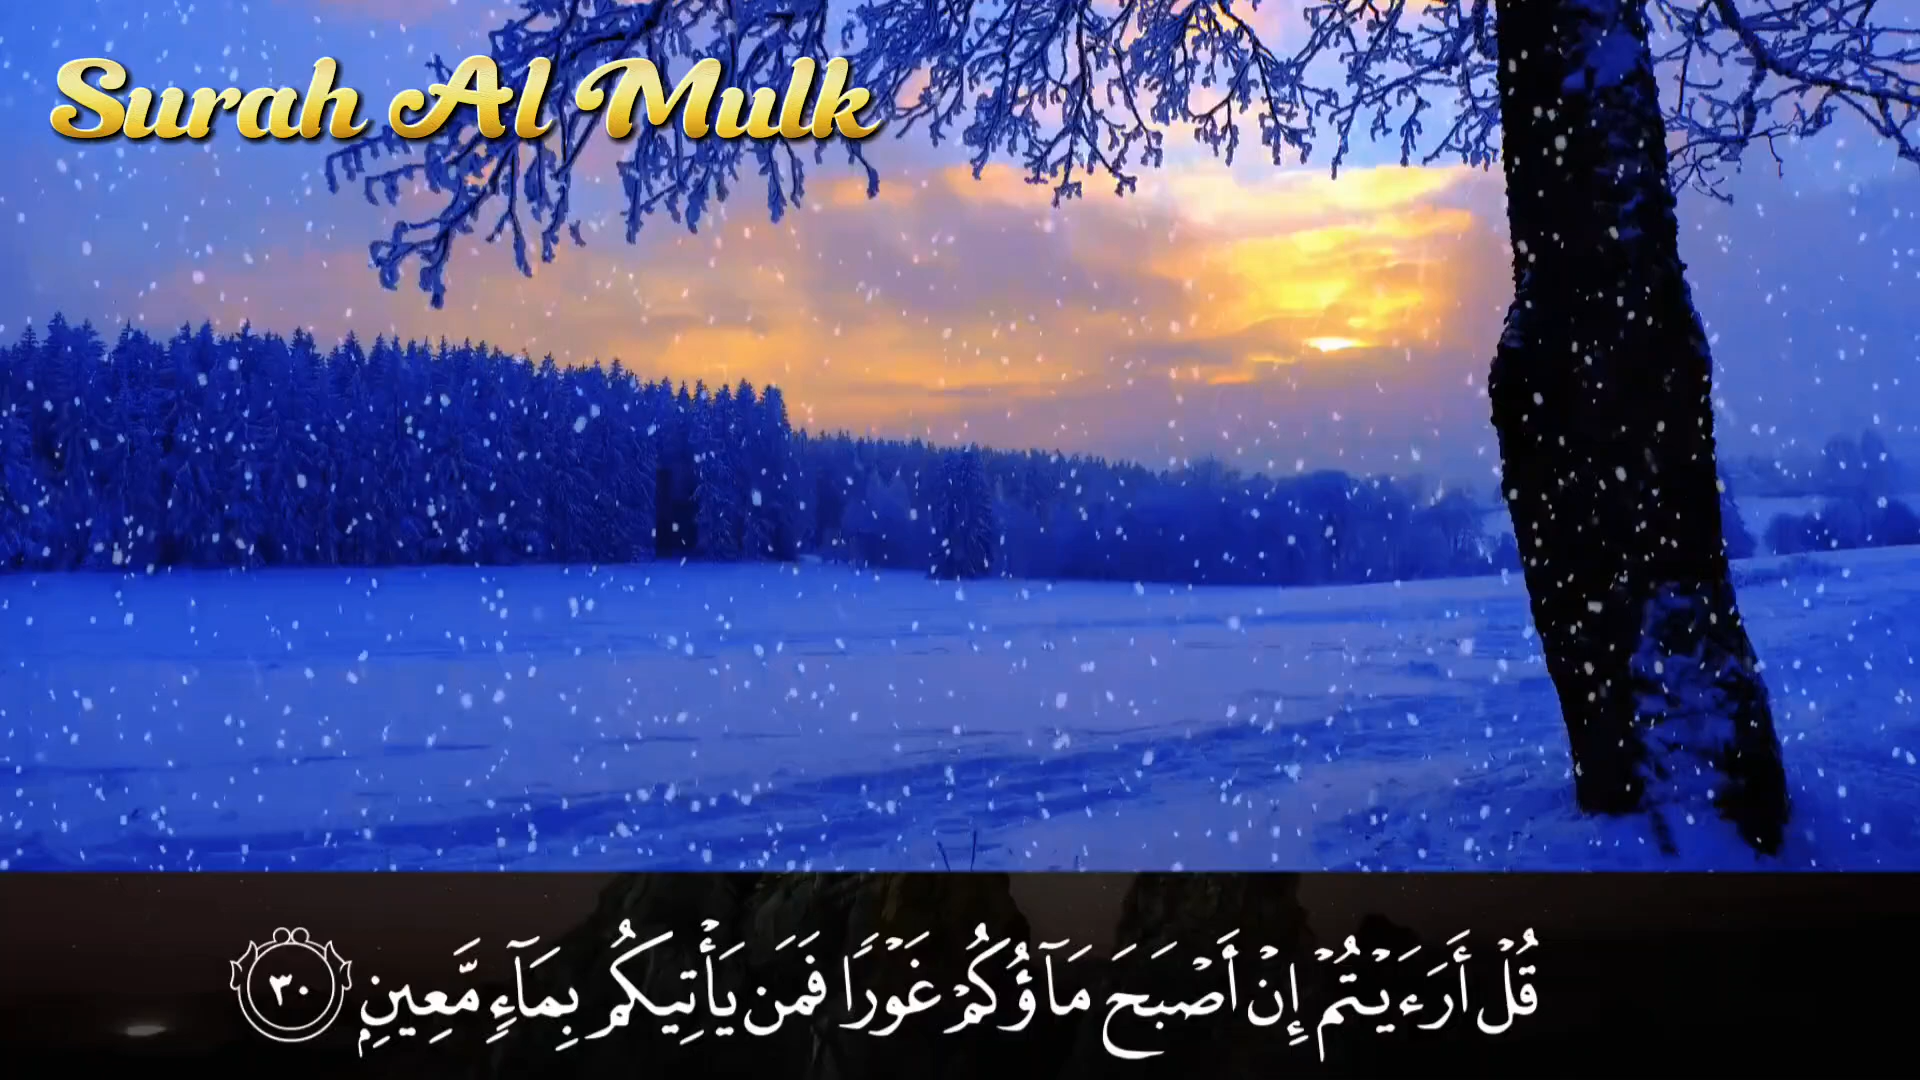 Surah Al Mulk
قُلْ أَرَءَيْتُمْ إِنْ أَصْبَحَ مَآؤُكُمْ غَوْرًا فَمَن يَأْتِيكُم بِمَآءٍ مَّعِينٍۭ ٣٠